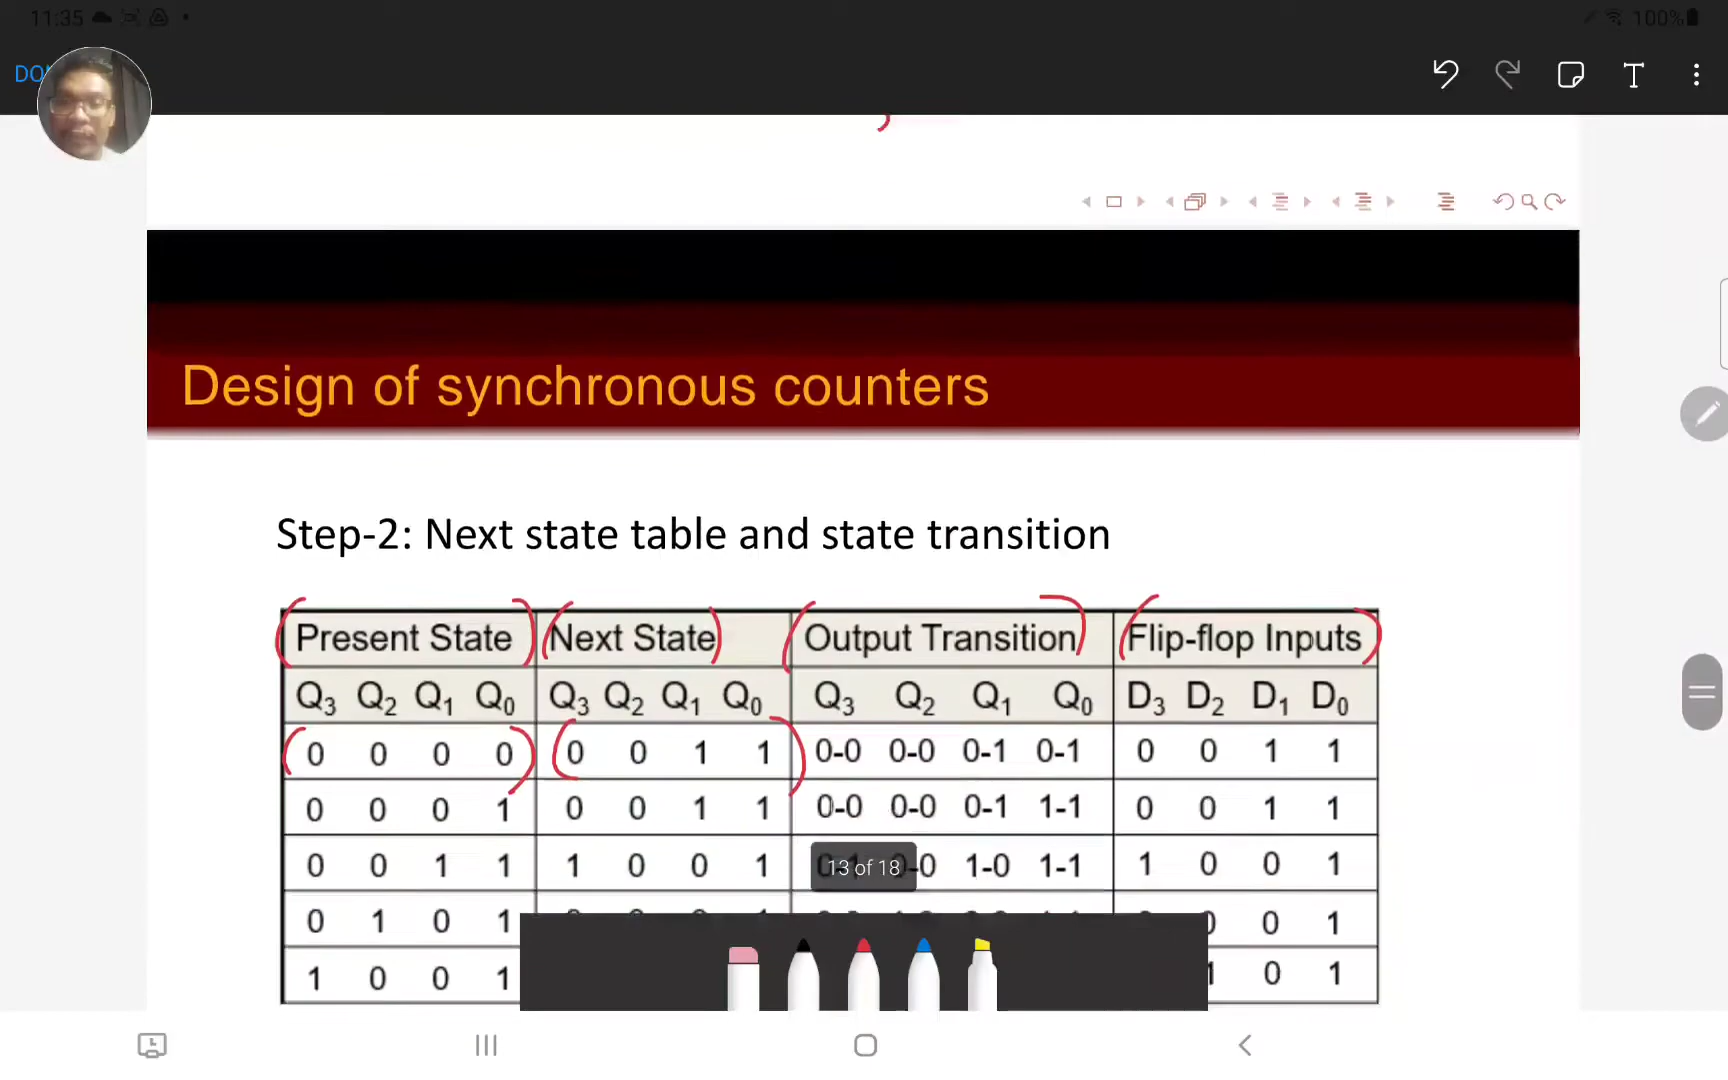 11:35
100%
DO
Design of synchronous counters
Step-2: Next state table and state transition
Present State Next State Output Transition Flip-flop Inputs
Q3 Q2 Q1 Q0 Q3 Q2 Q1 Q0 Q3 Q2 Q1 Q0 D3 D2 D1 D0
0 0 0 0 0 0 1 1 0-0 0-0 0-1 0-1 0 0 1 1
0 0 0 1 0 0 1 1 0-0 0-0 0-1 1-1 0 0 1 1
0 0 1 1 1 0 0 1 0-1 0-0 1-0 1-1 1 0 0 1
13 of 18
0 1 0 1 0 1
1 0 0 1 1 0 1